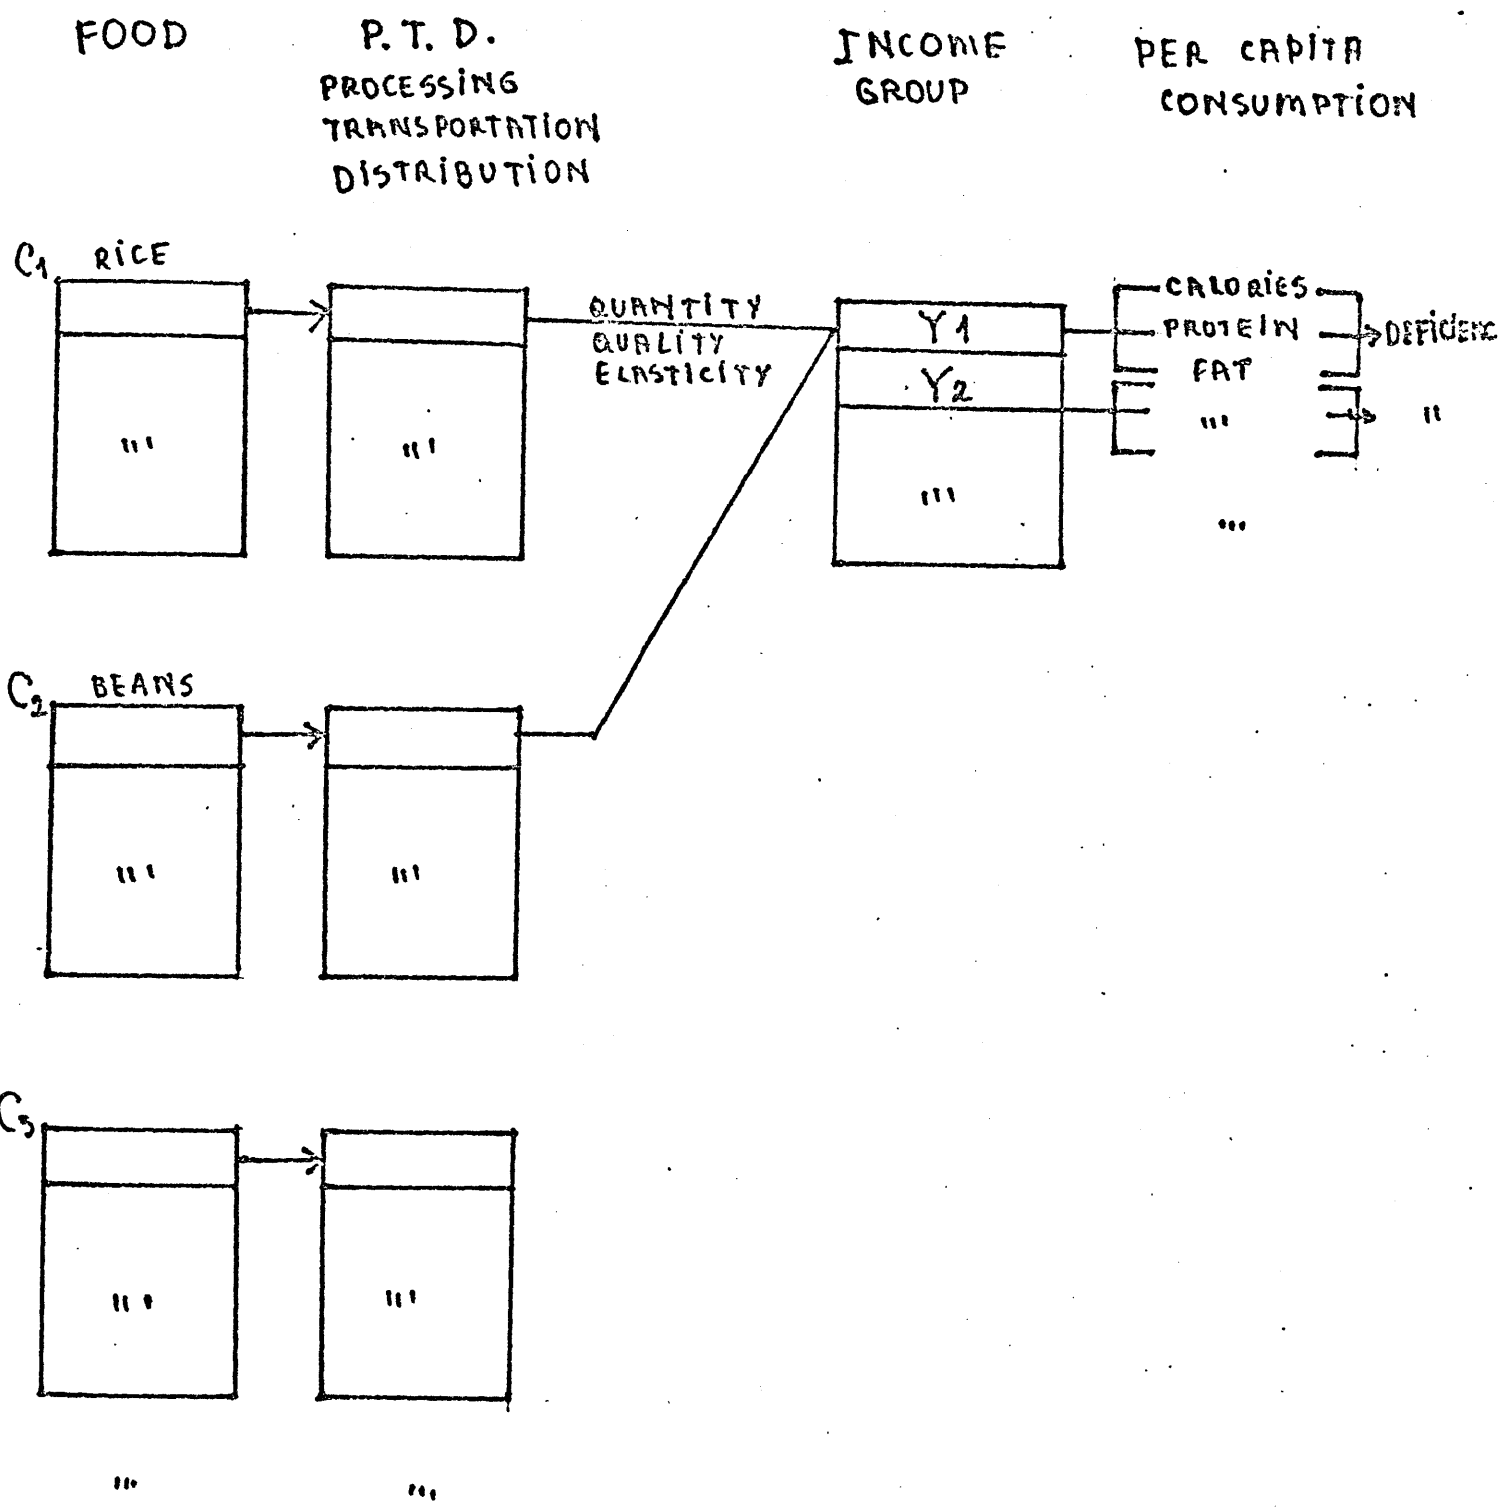 FOOD
P. T. D.
PROCESSING
TRANSPORTATION
DISTRIBUTION
INCOME
GROUP
PER CAPITA
CONSUMPTION
C1 RICE
"'
"'
QUANTITY
QUALITY
ELASTICITY
Y1
Y2
"'
CALORIES
PROTEIN
FAT
DEFICIENC
"'
"
...
C2 BEANS
"'
"'
C3
"'
"'
...
...